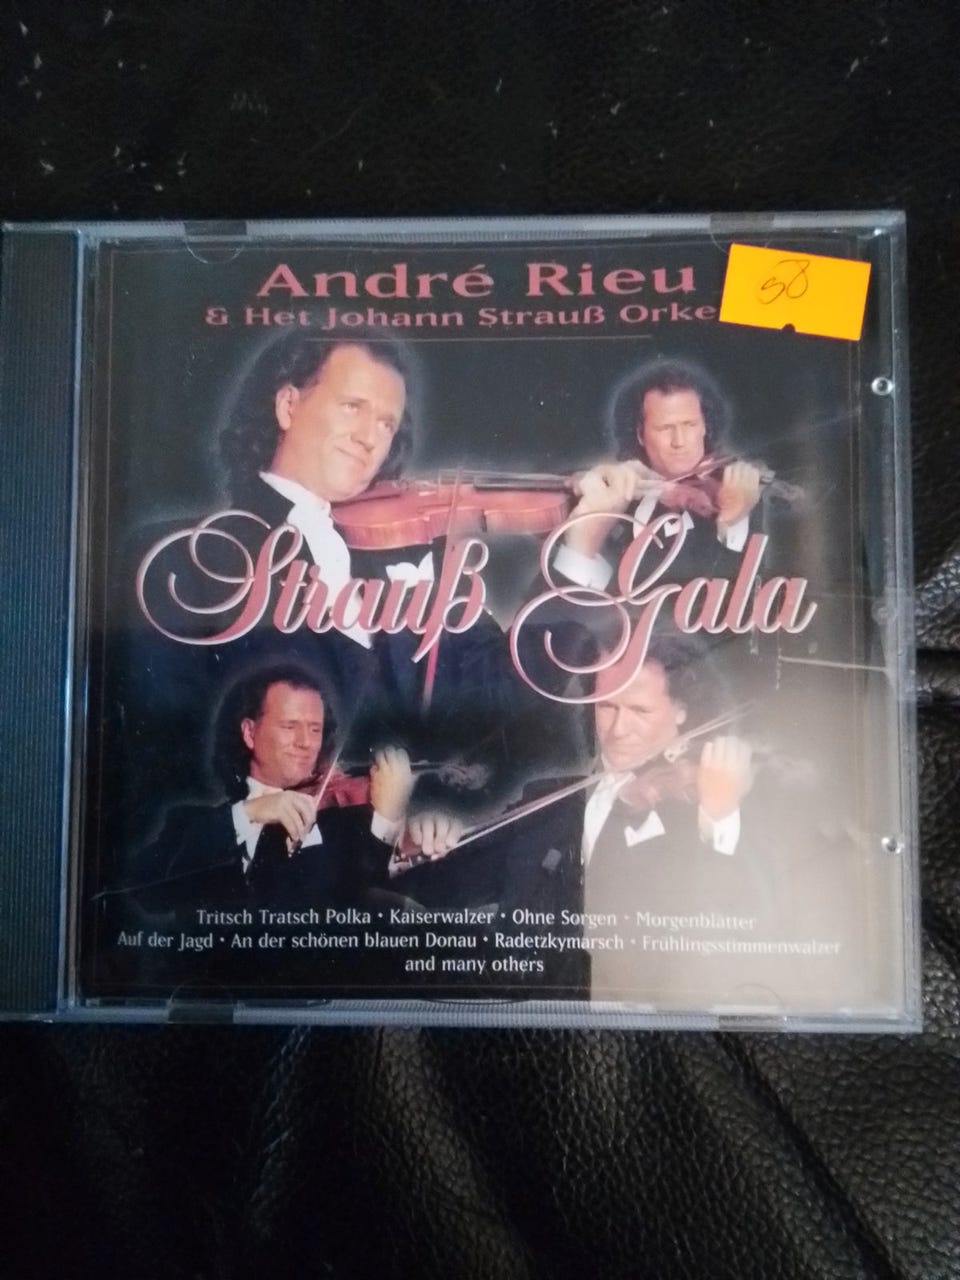 André Rieu
& Het Johann Strauß Orke
58
Strauß Gala
Tritsch Tratsch Polka • Kaiserwalzer • Ohne Sorgen • Morgenblätter
Auf der Jagd • An der schönen blauen Donau • Radetzkymarsch • Frühlingsstimmenwalzer
and many others